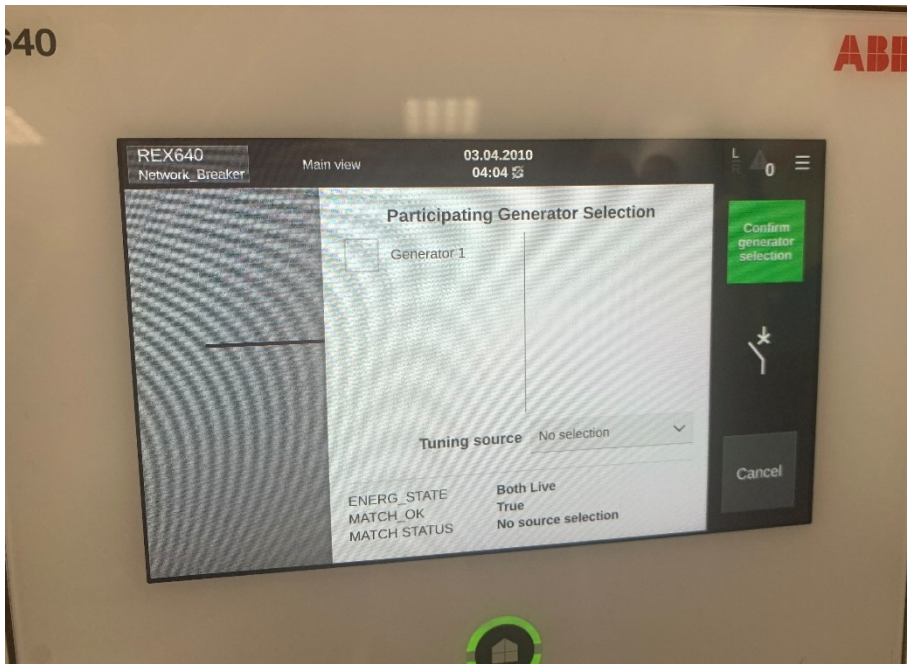 640
ABB
REX640
Network_Breaker
Main view
03.04.2010
04:04
L
R
0
Participating Generator Selection
Generator 1
Confirm
generator
selection
Tuning source
No selection
Cancel
ENERG_STATE
Both Live
MATCH_OK
True
MATCH STATUS
No source selection